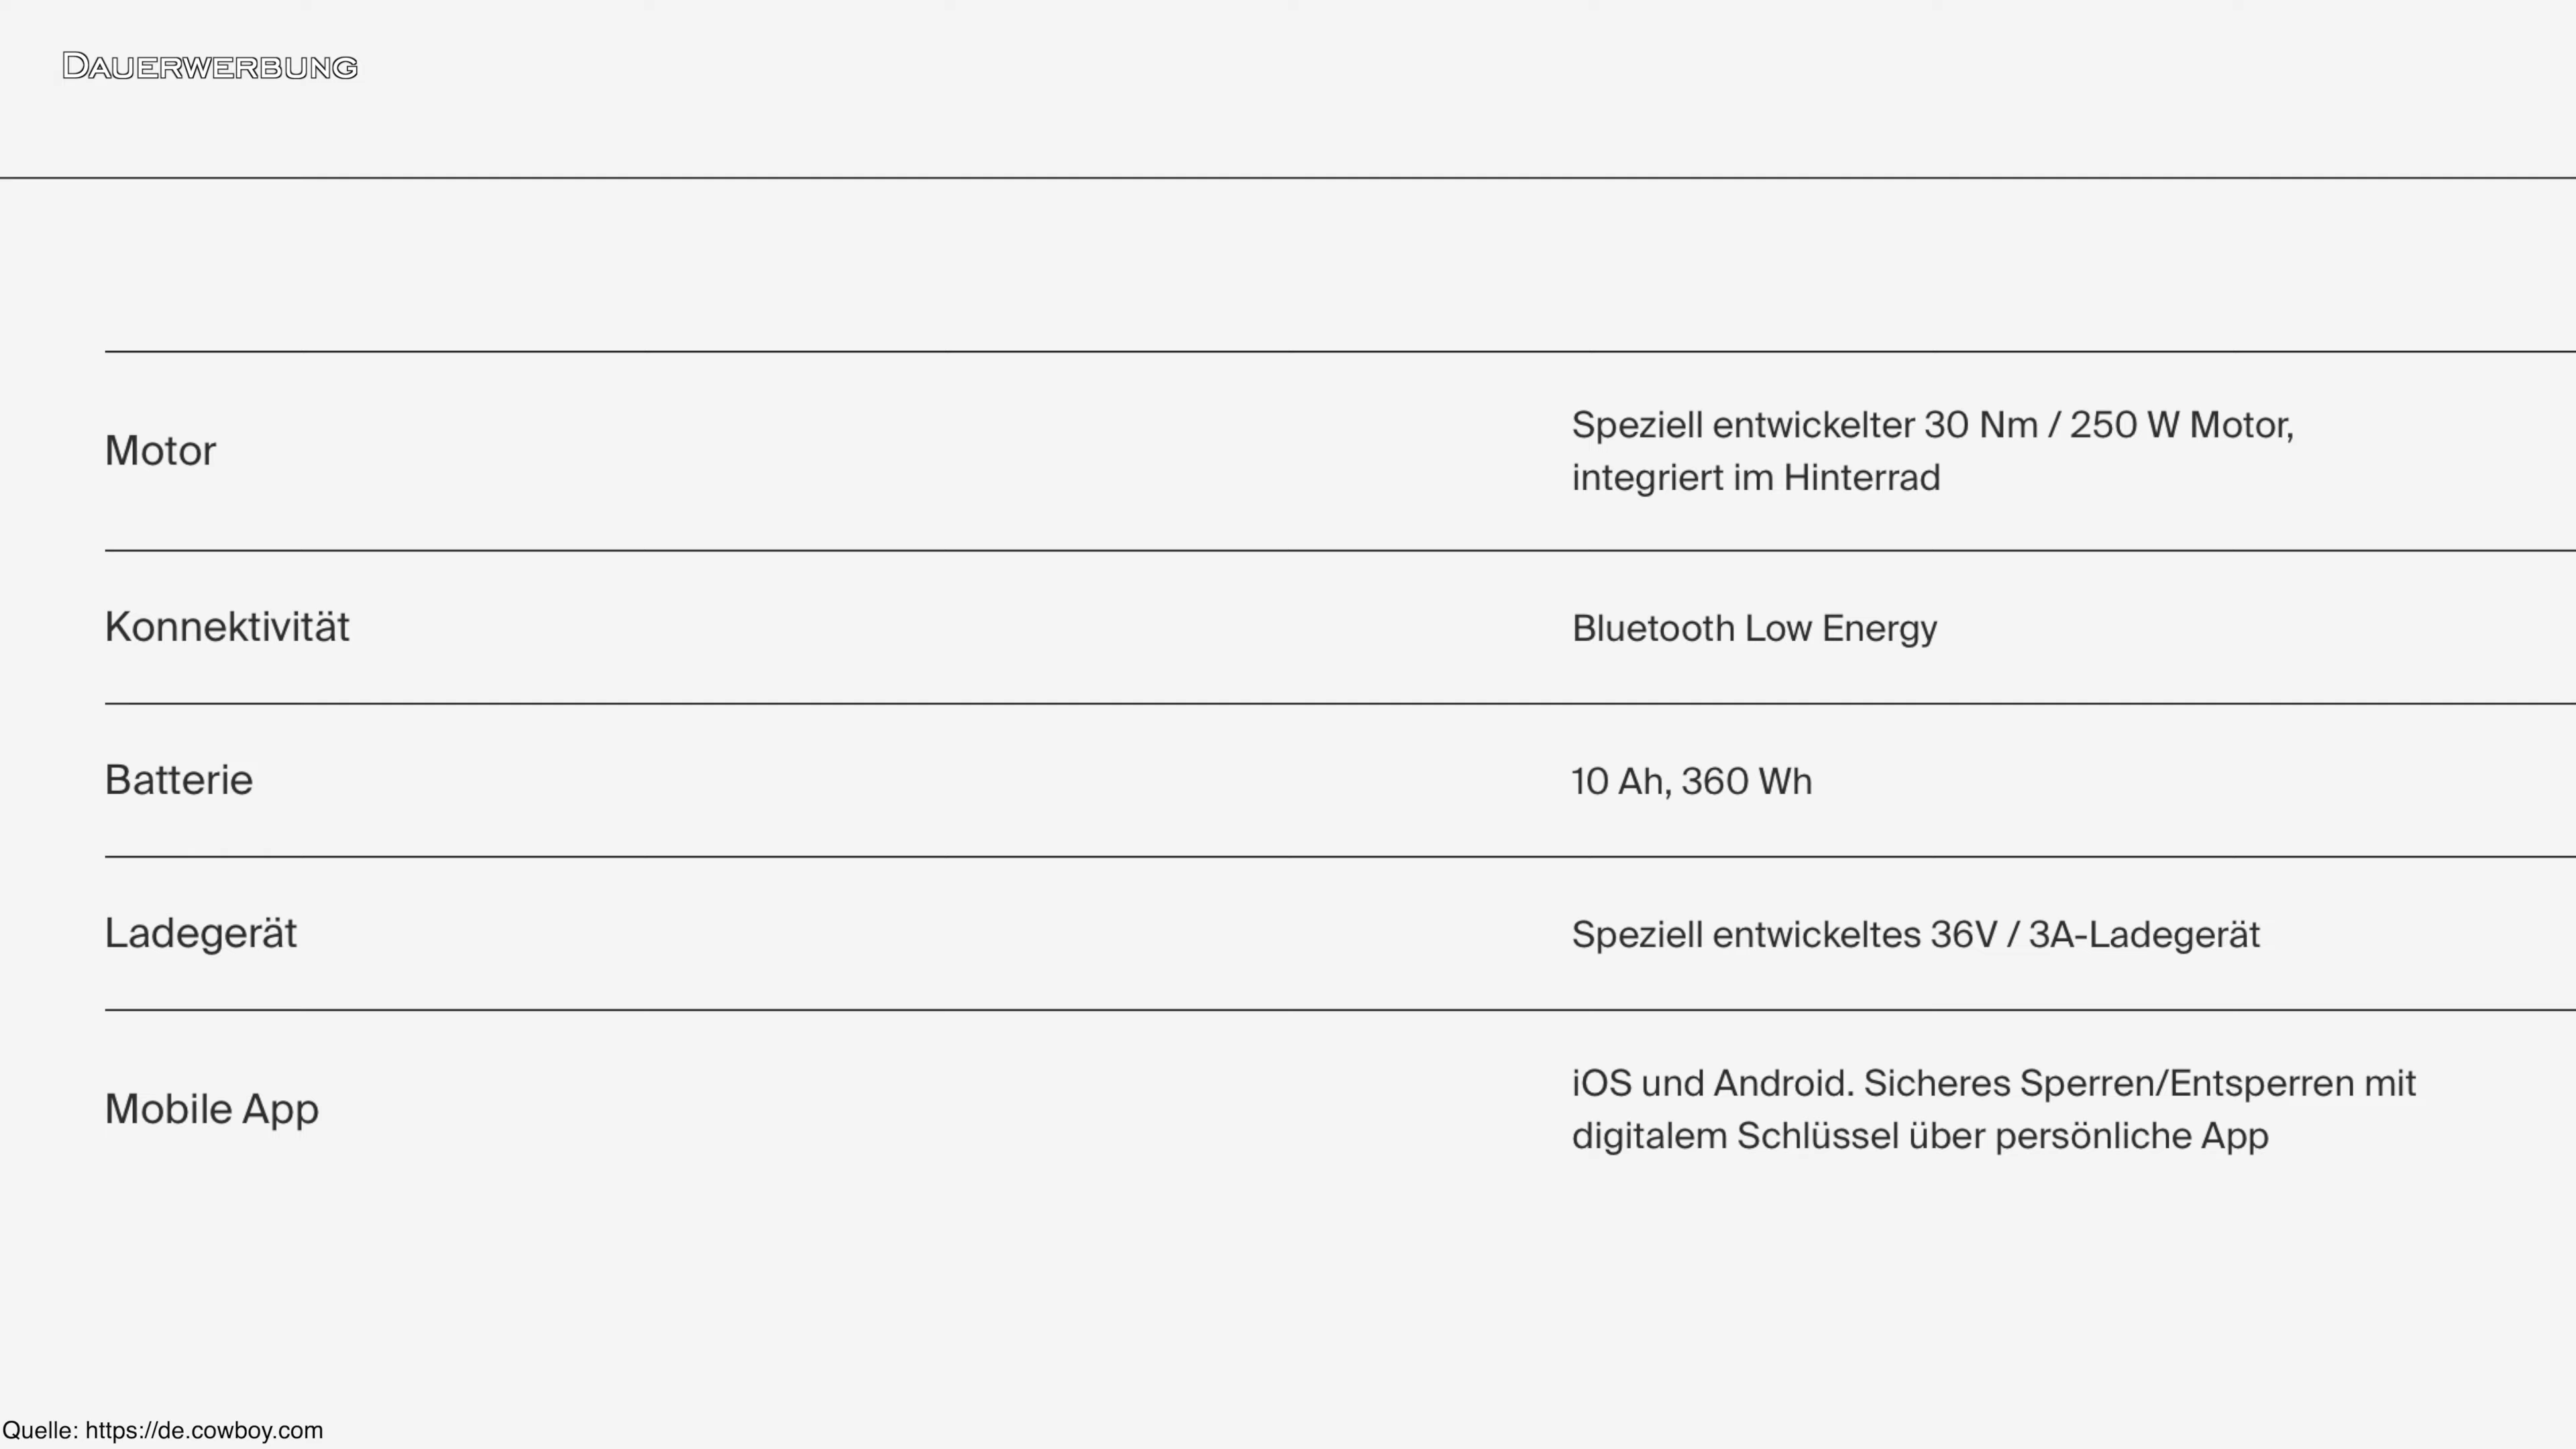 DAUERWERBUNG
Motor
Speziell entwickelter 30 Nm / 250 W Motor,
integriert im Hinterrad
Konnektivität
Bluetooth Low Energy
Batterie
10 Ah, 360 Wh
Ladegerät
Speziell entwickeltes 36V / 3A-Ladegerät
Mobile App
iOS und Android. Sicheres Sperren/Entsperren mit
digitalem Schlüssel über persönliche App
Quelle: https://de.cowboy.com